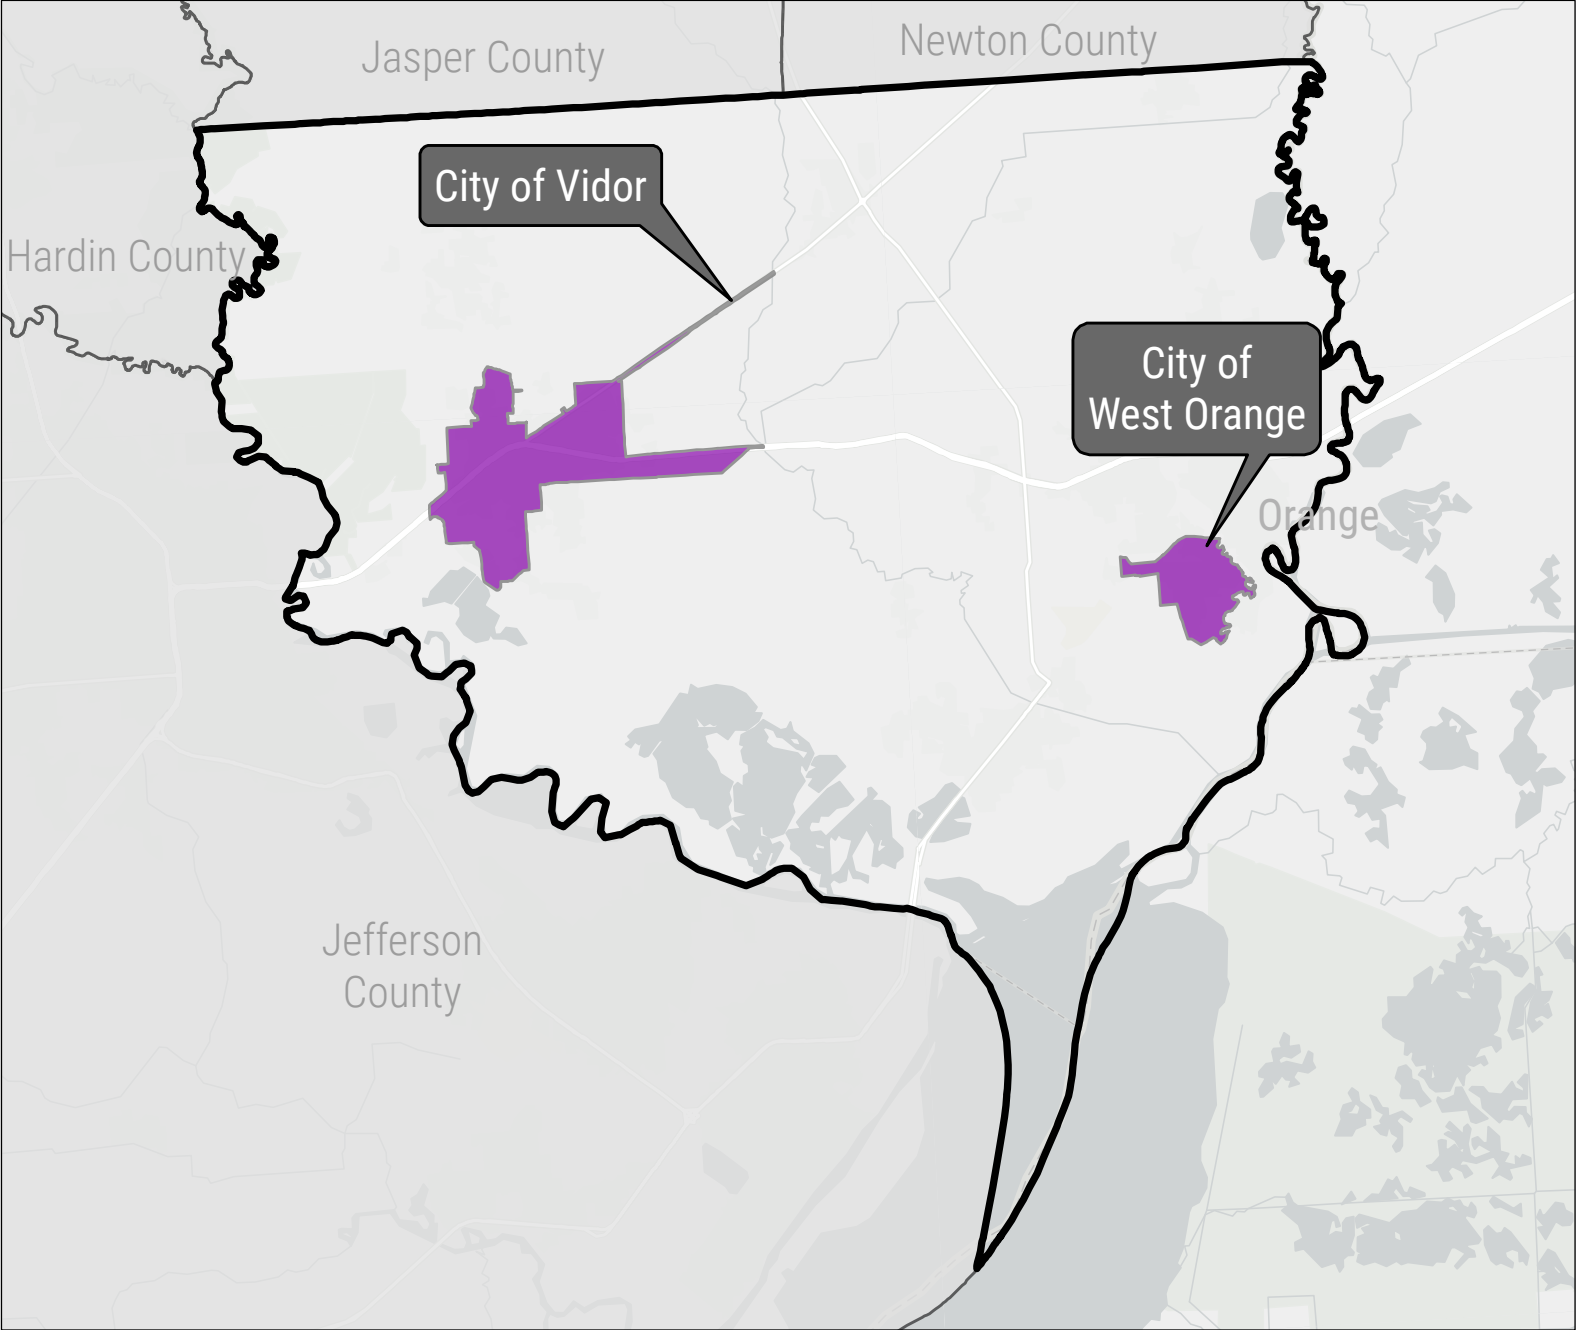 Jasper County
Newton County
City of Vidor
Hardin County
City of
West Orange
Orange
Jefferson
County